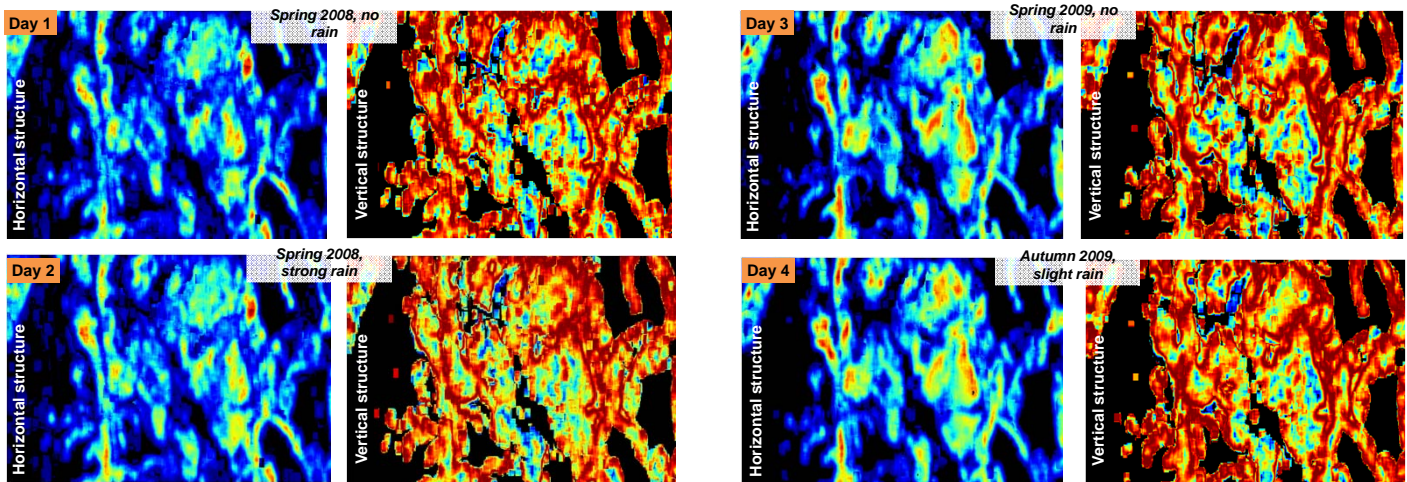 Day 1
Spring 2008, no
rain
Horizontal structure
Vertical structure
Day 2
Spring 2008,
strong rain
Horizontal structure
Vertical structure
Day 3
Spring 2009, no
rain
Horizontal structure
Vertical structure
Day 4
Autumn 2009,
slight rain
Horizontal structure
Vertical structure